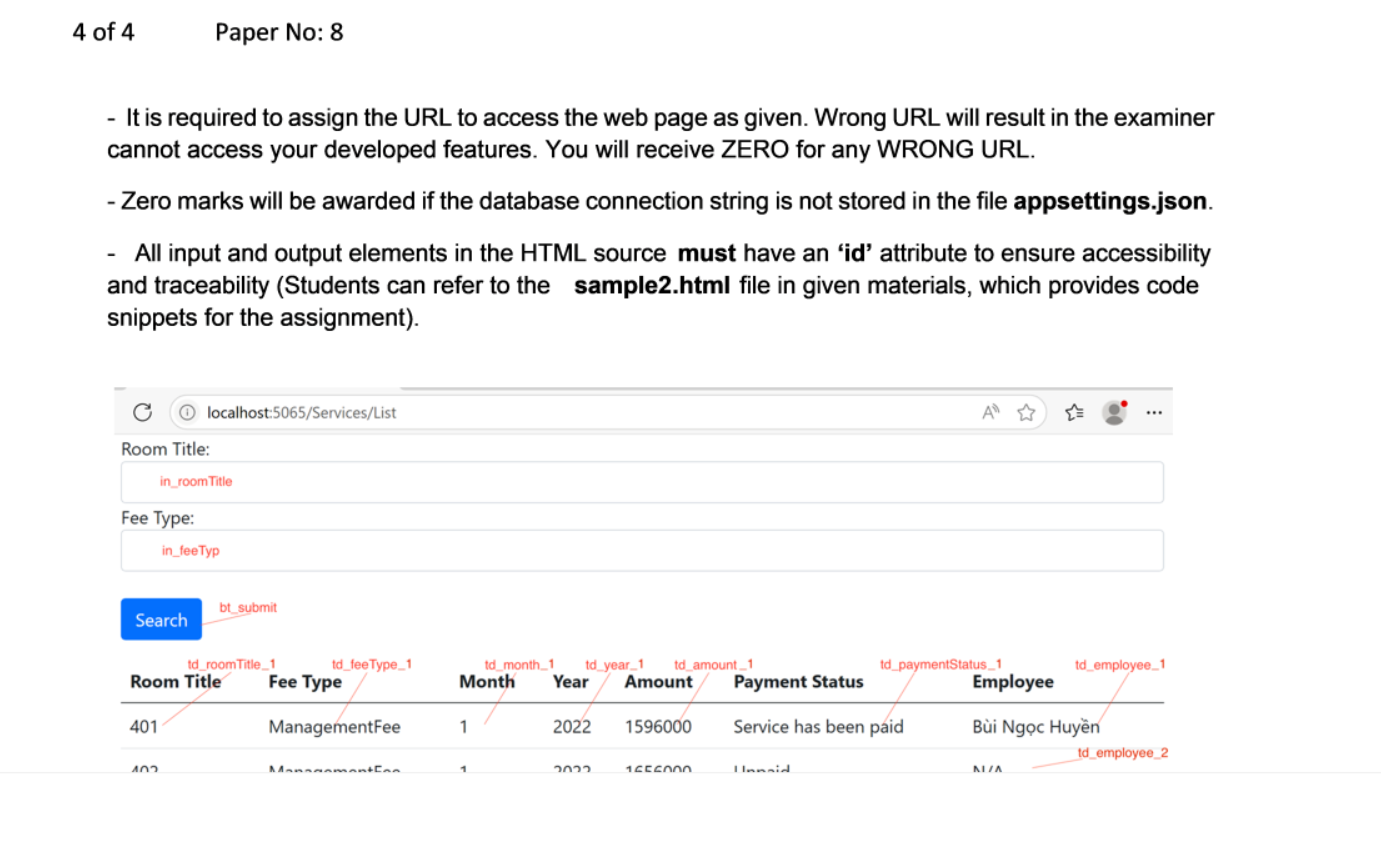 4 of 4 Paper No: 8
- It is required to assign the URL to access the web page as given. Wrong URL will result in the examiner
cannot access your developed features. You will receive ZERO for any WRONG URL.
- Zero marks will be awarded if the database connection string is not stored in the file appsettings.json.
- All input and output elements in the HTML source must have an ‘id’ attribute to ensure accessibility
and traceability (Students can refer to the sample2.html file in given materials, which provides code
snippets for the assignment).
localhost:5065/Services/List
Room Title:
in_roomTitle
Fee Type:
in_feeTyp
Search bt_submit
td_roomTitle_1 td_feeType_1 td_month_1 td_year_1 td_amount_1 td_paymentStatus_1 td_employee_1
Room Title Fee Type Month Year Amount Payment Status Employee
401 ManagementFee 1 2022 1596000 Service has been paid Bùi Ngọc Huyền
td_employee_2
402 ManagementFee 1 2022 1656000 Unpaid N/A